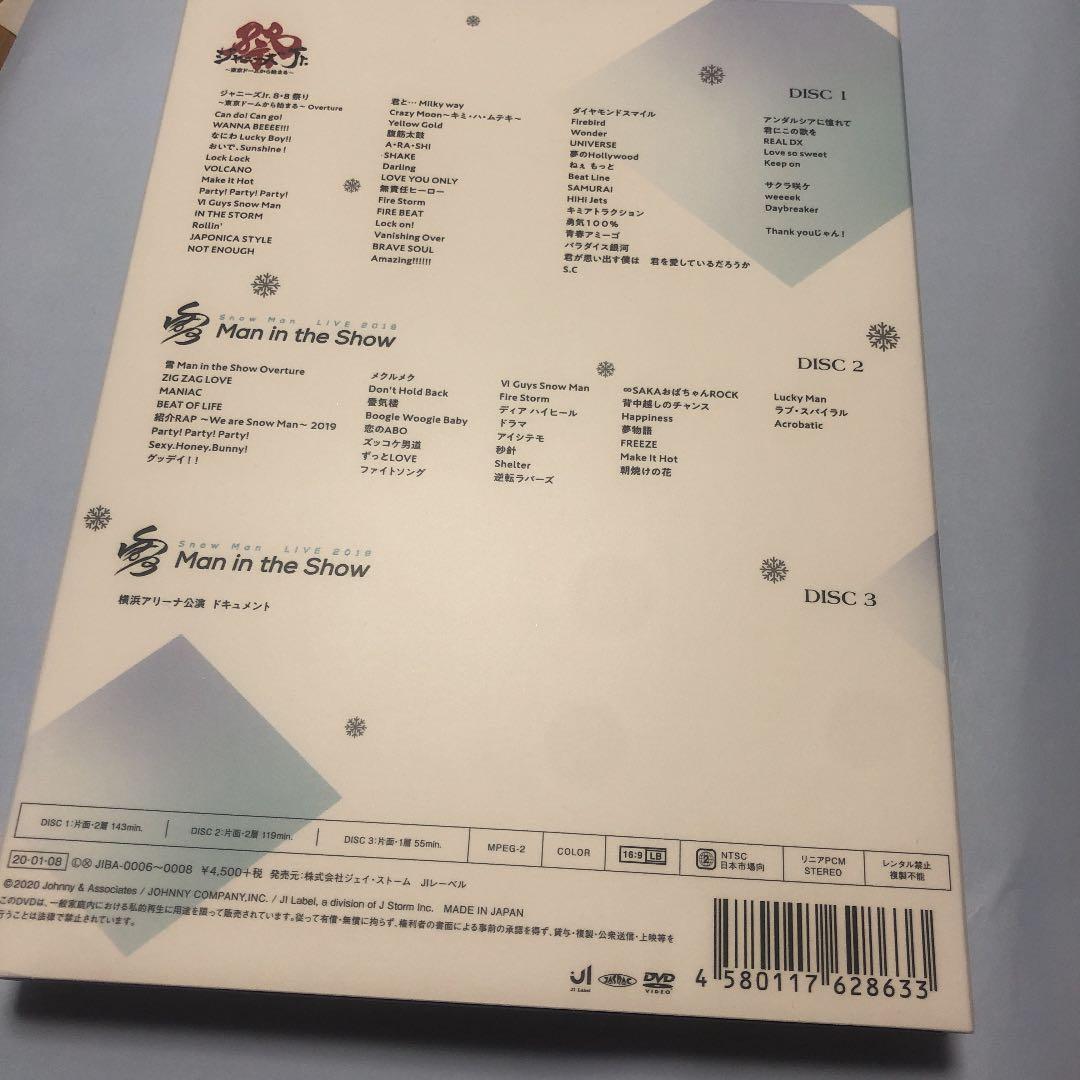 祭
ジャニーズJr.
～東京ドームから始まる～
DISC 1
ジャニーズJr. 8・8 祭り
～東京ドームから始まる～ Overture
Can do! Can go!
WANNA BEEEE!!!
なにわ Lucky Boy!!
おいで、Sunshine！
Lock Lock
VOLCANO
Make It Hot
Party! Party! Party!
VI Guys Snow Man
IN THE STORM
Rollin'
JAPONICA STYLE
NOT ENOUGH
君と… Milky way
Crazy Moon～キミ・ハ・ムテキ～
Yellow Gold
腹筋太鼓
A・RA・SHI
SHAKE
Darling
LOVE YOU ONLY
無責任ヒーロー
Fire Storm
FIRE BEAT
Lock on!
Vanishing Over
BRAVE SOUL
Amazing!!!!!!
ダイヤモンドスマイル
Firebird
Wonder
UNIVERSE
夢のHollywood
ねぇ もっと
Beat Line
SAMURAI
HiHi Jets
キミアトラクション
勇気100%
青春アミーゴ
パラダイス銀河
君が思い出す僕は 君を愛しているだろうか
S.C
アンダルシアに憧れて
君にこの歌を
REAL DX
Love so sweet
Keep on
サクラ咲ケ
weeeek
Daybreaker
Thank youじゃん！
Snow Man LIVE 2019
Man in the Show
DISC 2
雪 Man in the Show Overture
ZIG ZAG LOVE
MANIAC
BEAT OF LIFE
紹介RAP ～We are Snow Man～ 2019
Party! Party! Party!
Sexy.Honey.Bunny!
グッデイ！！
メクルメク
Don't Hold Back
蜃気楼
Boogie Woogie Baby
恋のABO
ズッコケ男道
ずっとLOVE
ファイトソング
VI Guys Snow Man
Fire Storm
ディア ハイヒール
ドラマ
アイシテモ
秒針
Shelter
逆転ラバーズ
∞SAKAおばちゃんROCK
背中越しのチャンス
Happiness
夢物語
FREEZE
Make It Hot
朝焼けの花
Lucky Man
ラブ・スパイラル
Acrobatic
Snow Man LIVE 2019
Man in the Show
DISC 3
横浜アリーナ公演 ドキュメント
DISC 1:片面・2層 143min.
DISC 2:片面・2層 119min.
DISC 3:片面・1層 55min.
MPEG-2
COLOR
16:9 LB
2
NTSC
日本市場向
リニアPCM
STEREO
レンタル禁止
複製不能
20・01・08 Ⓒ Ⓧ JIBA-0006～0008 ¥4,500+税 発売元:株式会社ジェイ・ストーム JIレーベル
©2020 Johnny & Associates / JOHNNY COMPANY,INC. / JI Label, a division of J Storm Inc. MADE IN JAPAN
このDVDは、一般家庭内における私的再生に用途を限って販売されています。従って有償・無償に拘らず、権利者の書面による事前の承諾を得ず、貸与・複製・公衆送信・上映等を
行うことは法律で禁止されています。
JI
JI Label
JASRAC
DVD
VIDEO
4 580117 628633